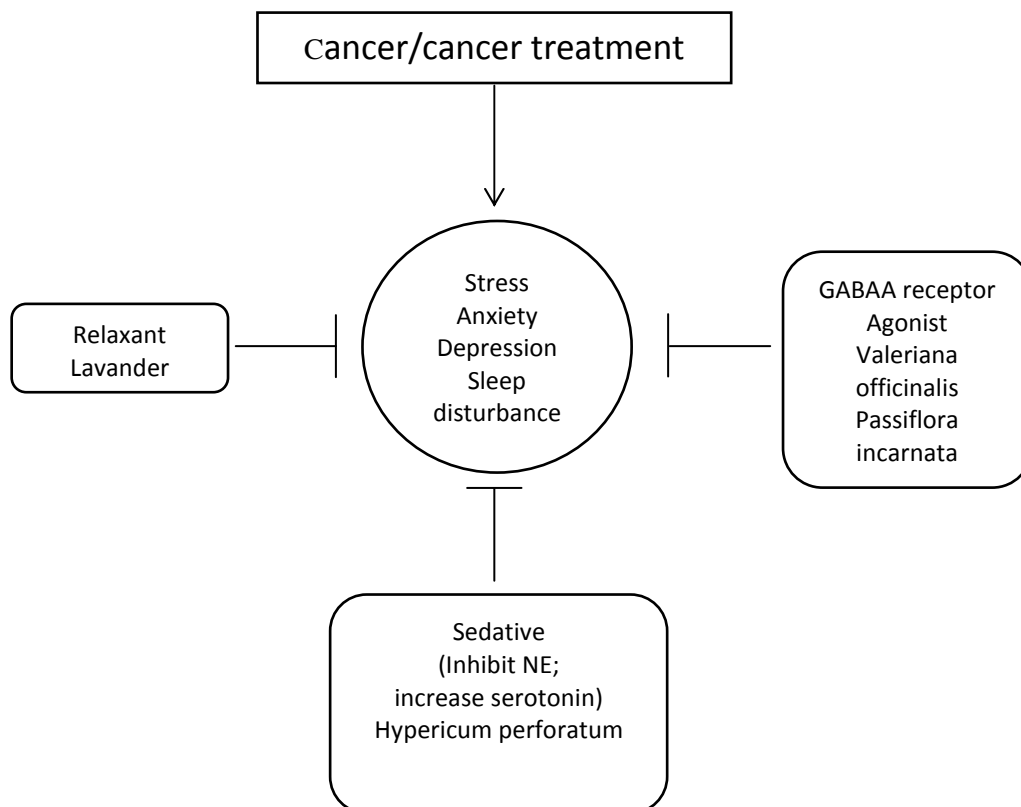 Cancer/cancer treatment
Stress
Anxiety
Depression
Sleep
disturbance
Relaxant
Lavander
GABAA receptor
Agonist
Valeriana
officinalis
Passiflora
incarnata
Sedative
(Inhibit NE;
increase serotonin)
Hypericum perforatum